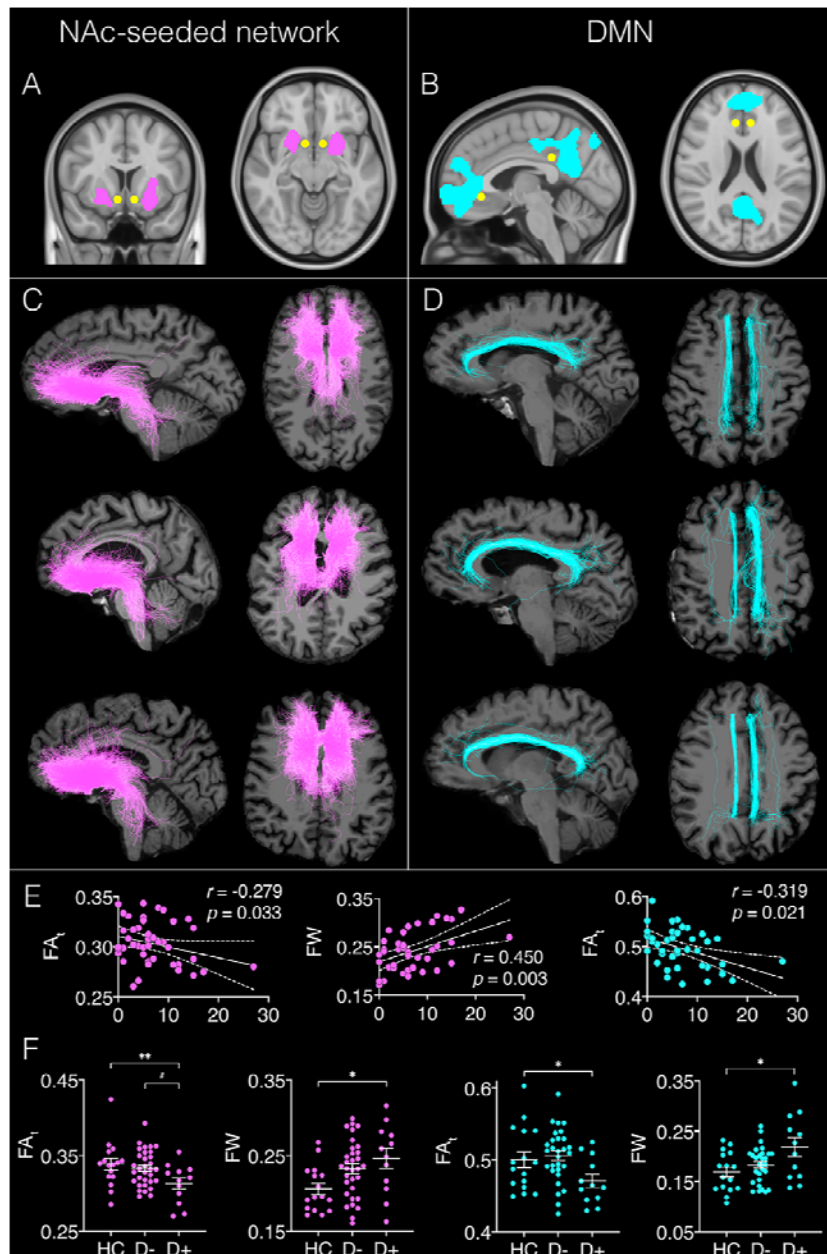 NAc-seeded network
DMN
A
B
C
D
E
r = -0.279
p = 0.033
FAt
0.35
0.30
0.25
0 10 20 30
r = 0.450
p = 0.003
FW
0.35
0.25
0.15
0 10 20 30
r = -0.319
p = 0.021
FAt
0.6
0.5
0.4
0 10 20 30
F
**
#
FAt
0.45
0.35
0.25
HC D- D+
*
FW
0.35
0.25
0.15
HC D- D+
*
FAt
0.6
0.5
0.4
HC D- D+
*
FW
0.35
0.25
0.15
0.05
HC D- D+